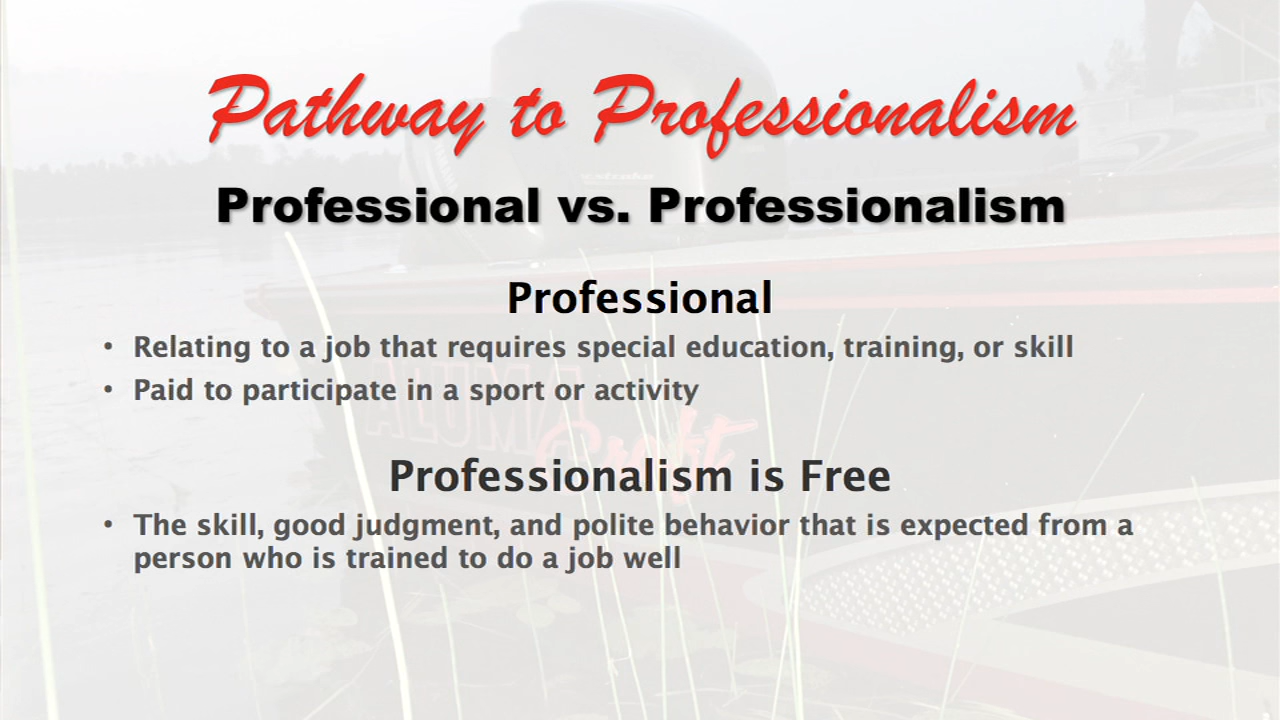 Pathway to Professionalism
Professional vs. Professionalism
Professional
• Relating to a job that requires special education, training, or skill
• Paid to participate in a sport or activity
ALUMA
Craft
Professionalism is Free
• The skill, good judgment, and polite behavior that is expected from a
person who is trained to do a job well